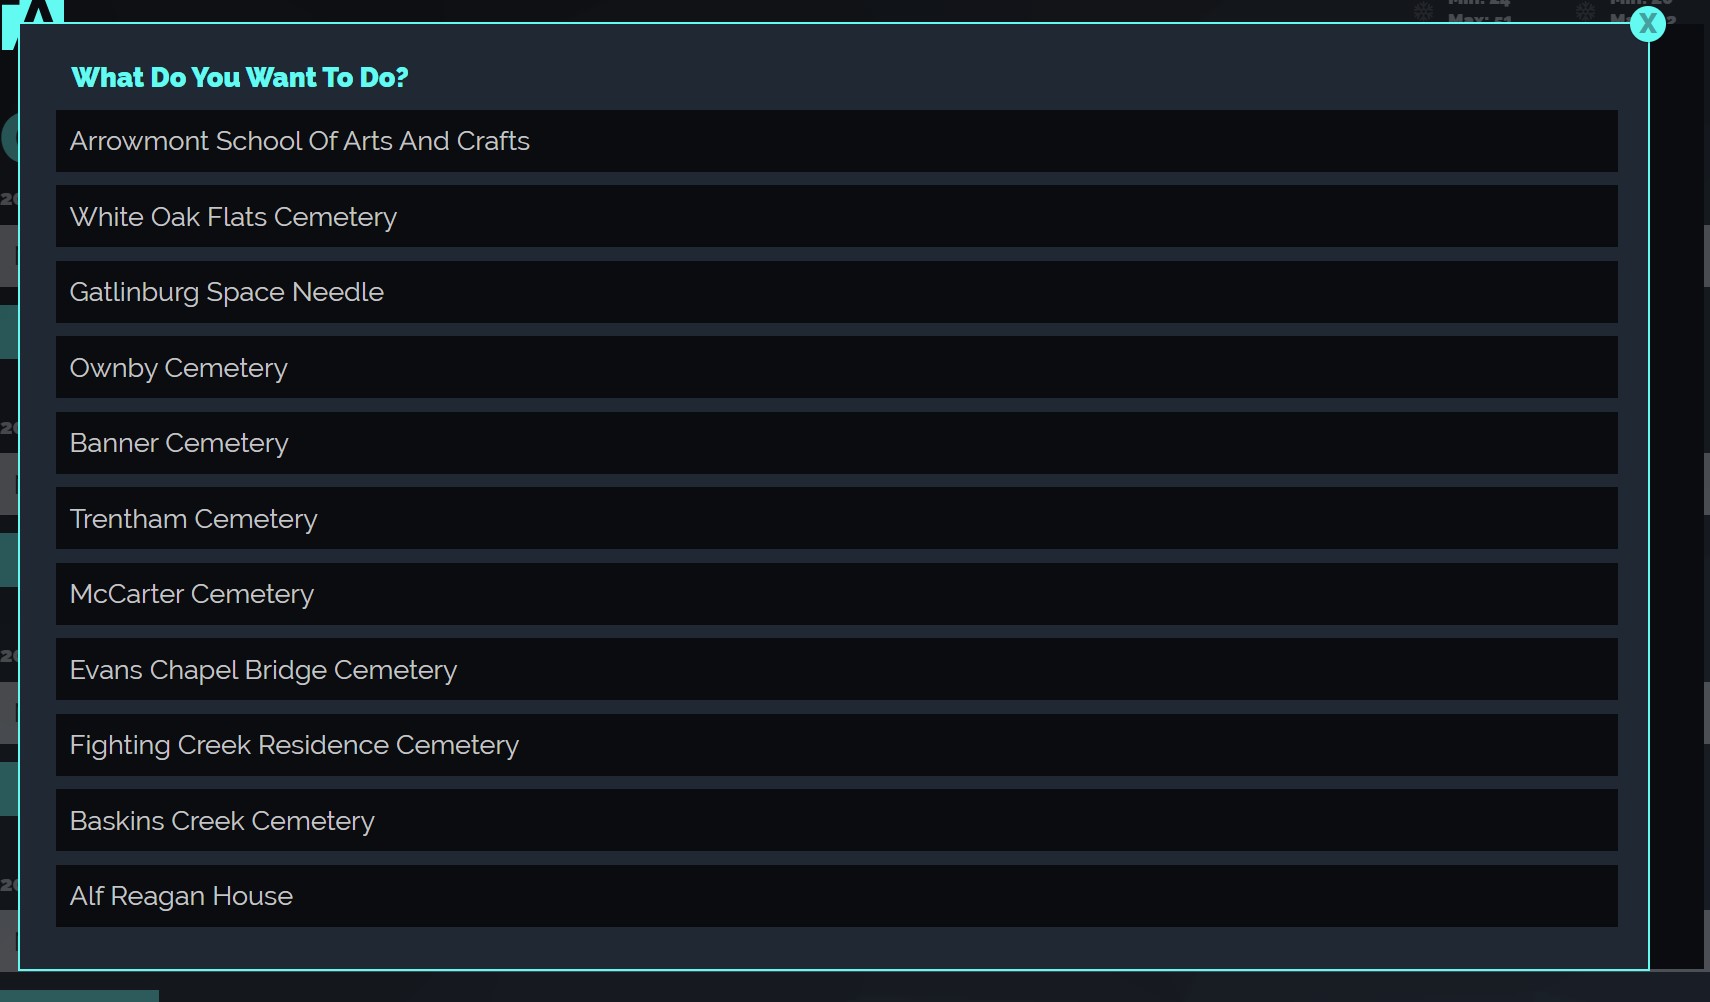 What Do You Want To Do?
X
Arrowmont School Of Arts And Crafts
White Oak Flats Cemetery
Gatlinburg Space Needle
Ownby Cemetery
Banner Cemetery
Trentham Cemetery
McCarter Cemetery
Evans Chapel Bridge Cemetery
Fighting Creek Residence Cemetery
Baskins Creek Cemetery
Alf Reagan House